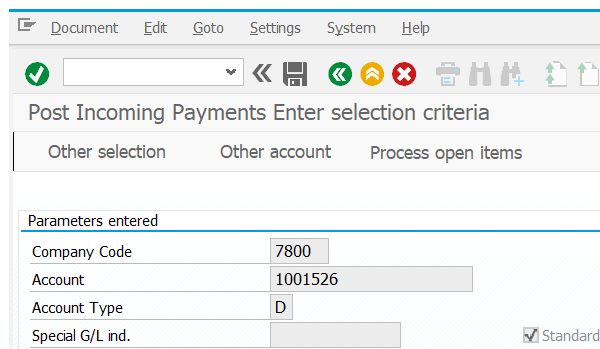 Document Edit Goto Settings System Help
Post Incoming Payments Enter selection criteria
Other selection Other account Process open items
Parameters entered
Company Code 7800
Account 1001526
Account Type D
Special G/L ind. Standard